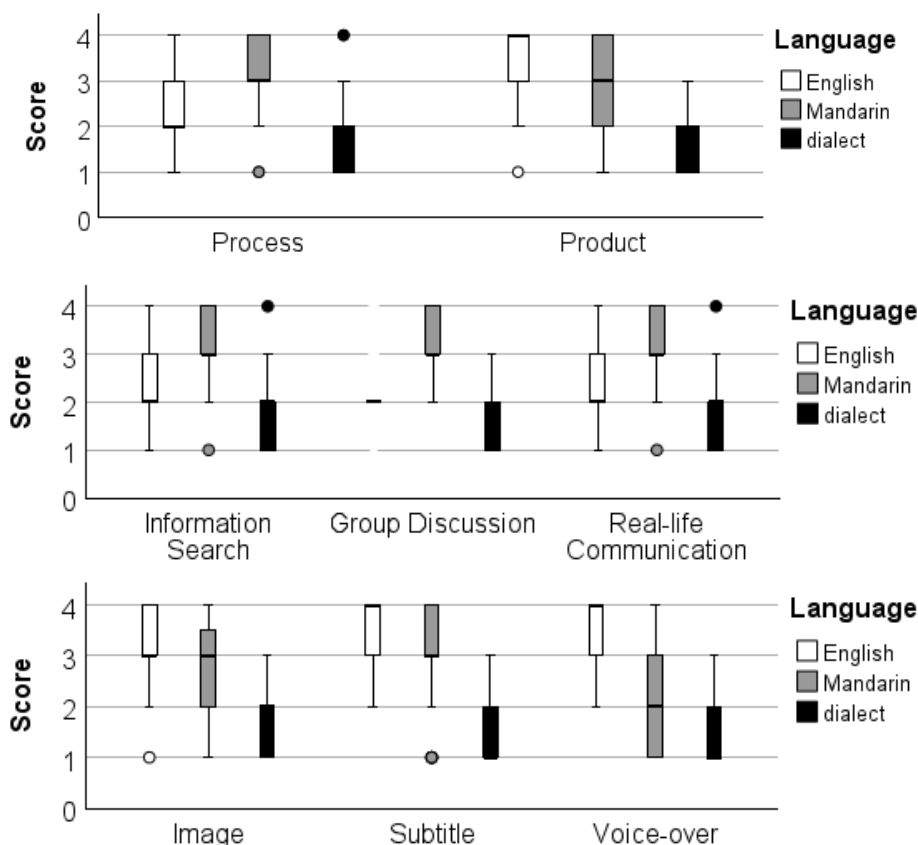 Score
4
3
2
1
0
Process
Product
Language
English
Mandarin
dialect
Score
4
3
2
1
0
Information
Search
Group Discussion
Real-life
Communication
Language
English
Mandarin
dialect
Score
4
3
2
1
0
Image
Subtitle
Voice-over
Language
English
Mandarin
dialect